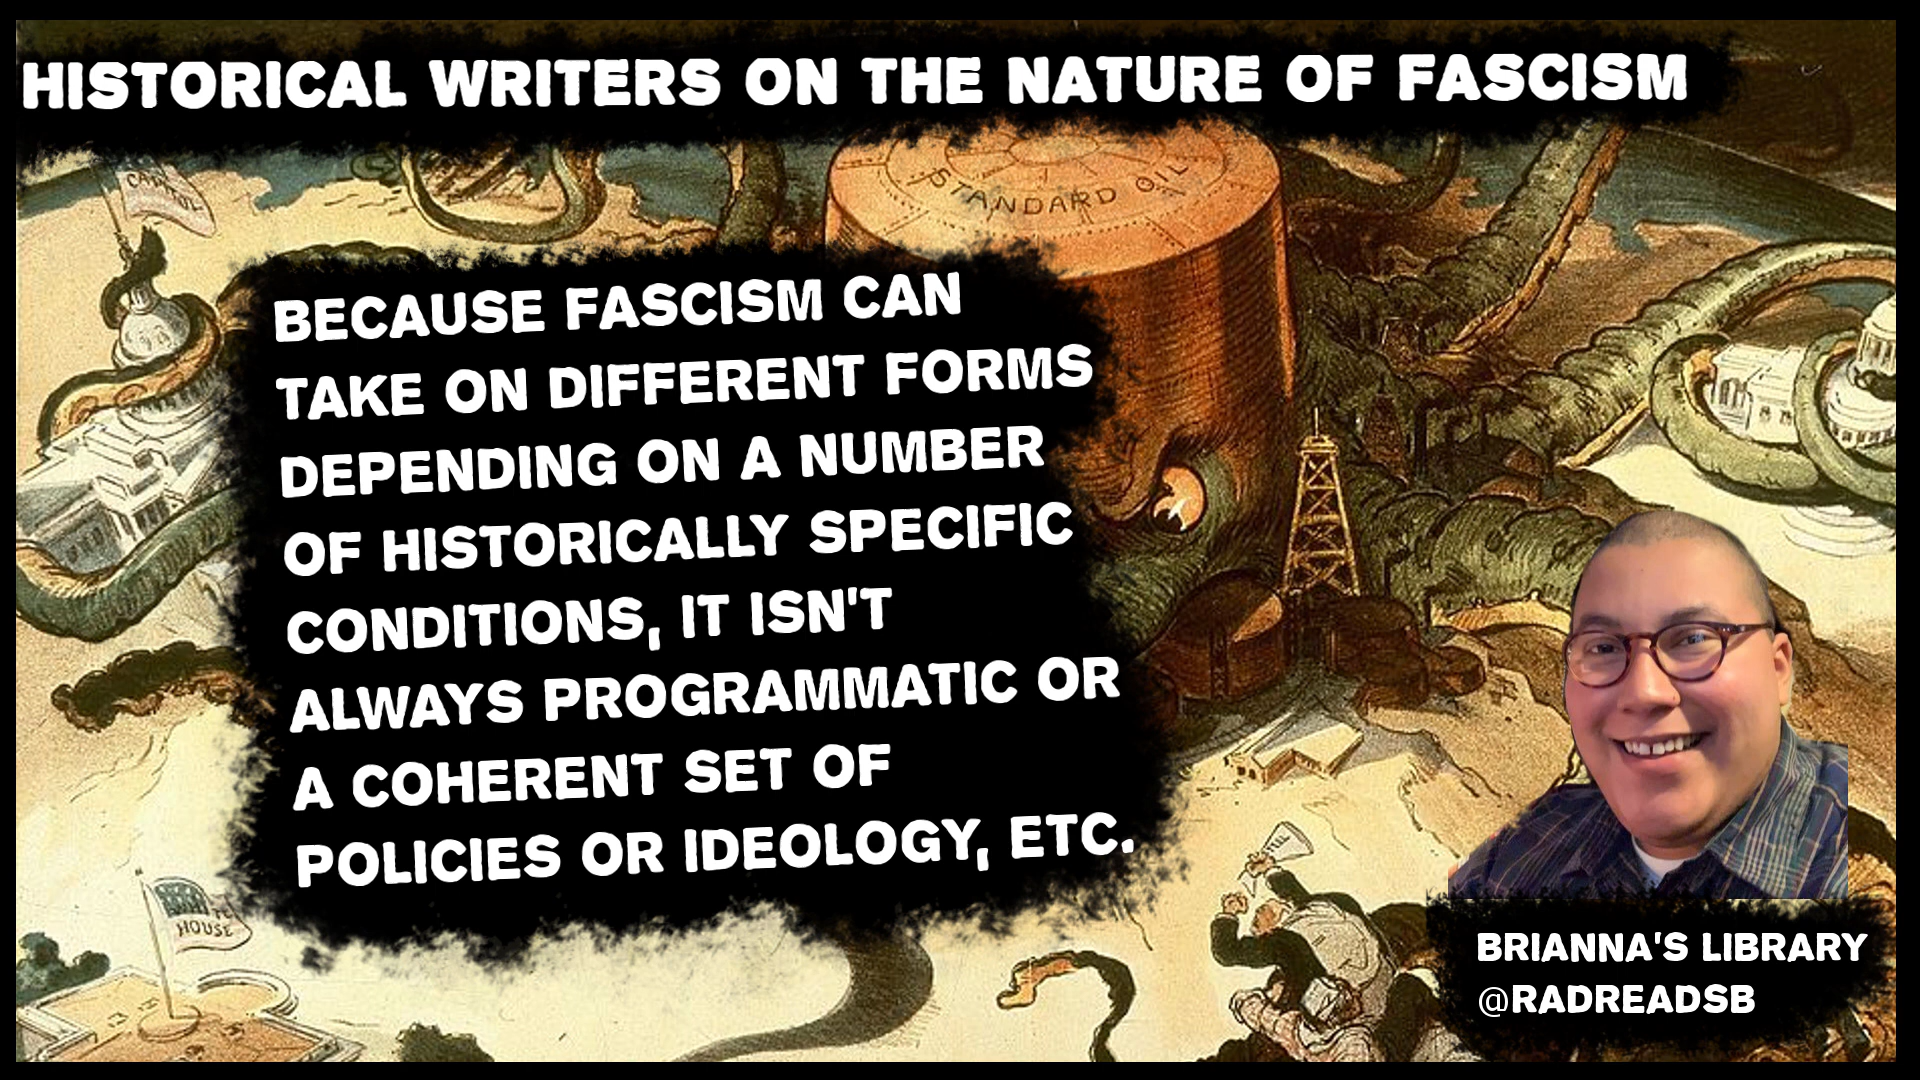 HISTORICAL WRITERS ON THE NATURE OF FASCISM
CAPITOL
STANDARD OIL
BECAUSE FASCISM CAN
TAKE ON DIFFERENT FORMS
DEPENDING ON A NUMBER
OF HISTORICALLY SPECIFIC
CONDITIONS, IT ISN'T
ALWAYS PROGRAMMATIC OR
A COHERENT SET OF
POLICIES OR IDEOLOGY, ETC.
HOUSE
BRIANNA'S LIBRARY
@RADREADSB